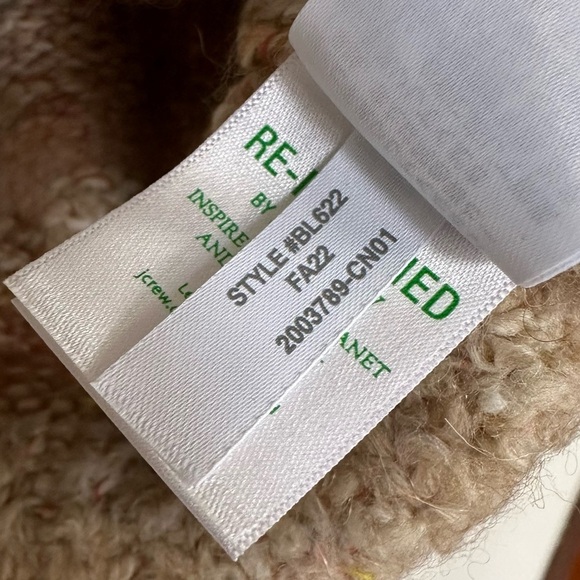 RE-
IED
BY
INSPIRE
AND
ANET
jcrew.
STYLE #BL622
FA22
2003789-CN01